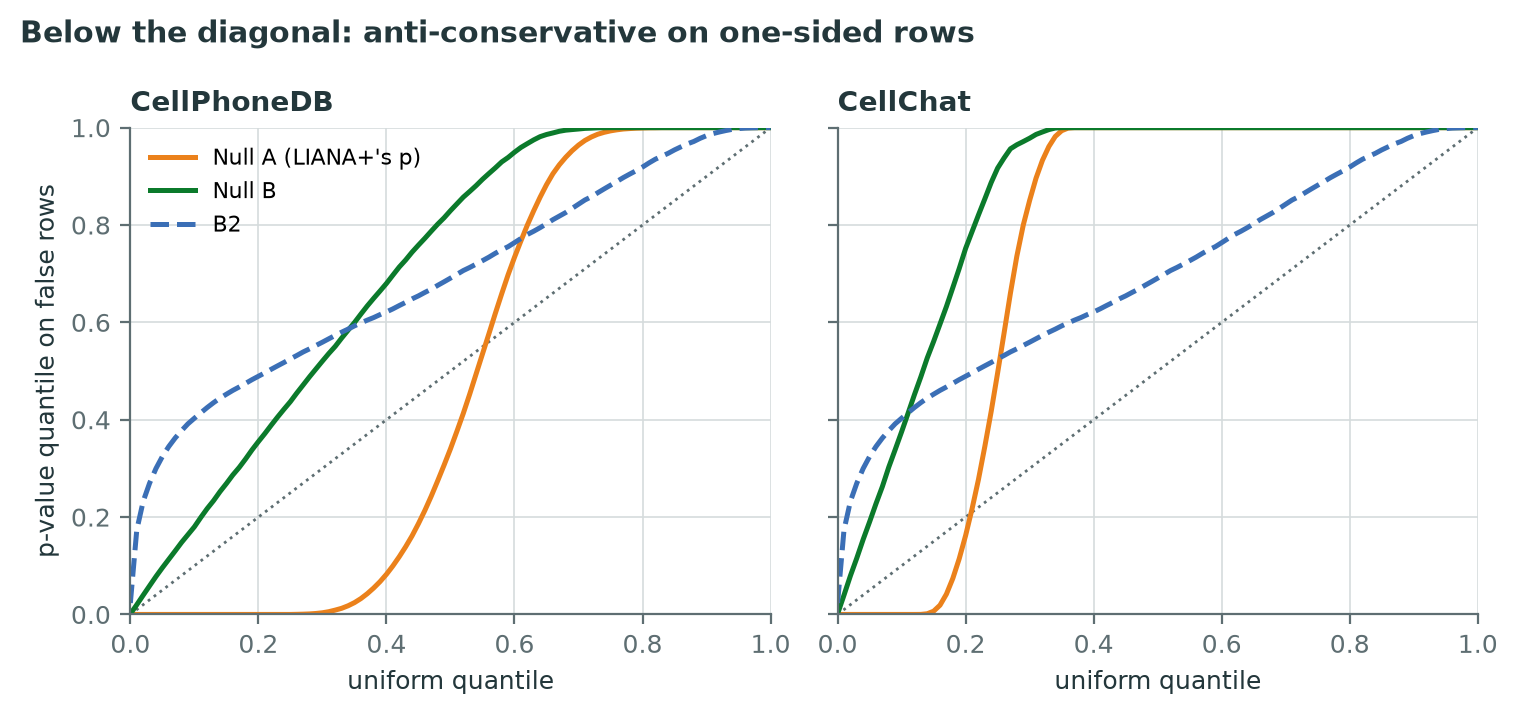 Below the diagonal: anti-conservative on one-sided rows
CellPhoneDB
CellChat
Null A (LIANA+'s p)
Null B
B2
p-value quantile on false rows
1.0
0.8
0.6
0.4
0.2
0.0
0.0 0.2 0.4 0.6 0.8 1.0
0.0 0.2 0.4 0.6 0.8 1.0
uniform quantile
uniform quantile